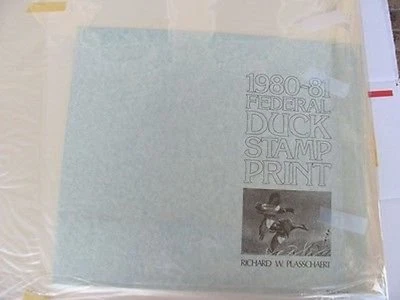 1980-81
FEDERAL
DUCK
STAMP
PRINT
RICHARD W. PLASSCHAERT